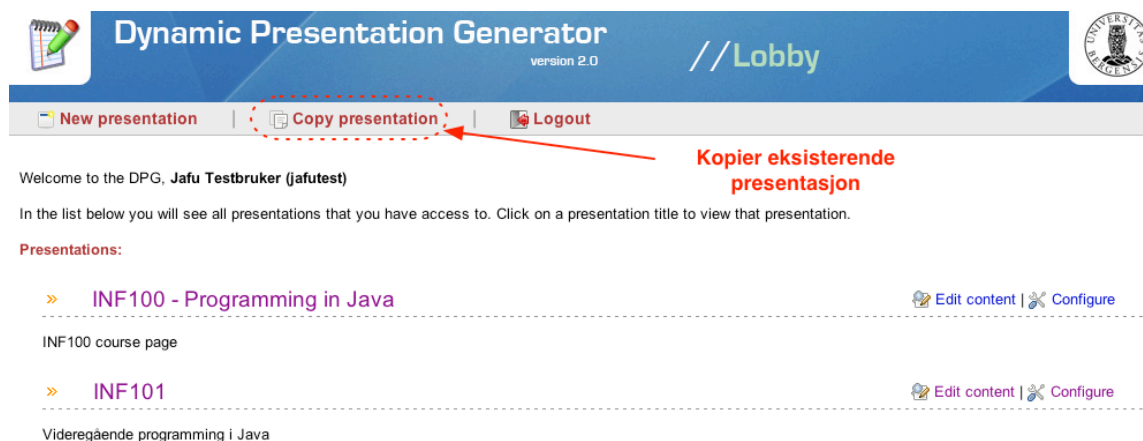 Dynamic Presentation Generator
version 2.0
//Lobby
UNIVERSITAS BERGENSIS
New presentation | Copy presentation | Logout
Kopier eksisterende
presentasjon
Welcome to the DPG, Jafu Testbruker (jafutest)
In the list below you will see all presentations that you have access to. Click on a presentation title to view that presentation.
Presentations:
» INF100 - Programming in Java
Edit content | Configure
INF100 course page
» INF101
Edit content | Configure
Videregående programming i Java